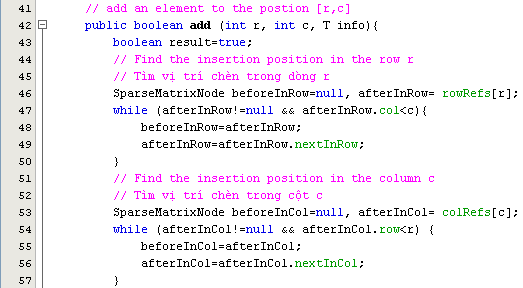 41 // add an element to the postion [r,c]
42 public boolean add (int r, int c, T info){
43 boolean result=true;
44 // Find the insertion position in the row r
45 // Tìm vị trí chèn trong dòng r
46 SparseMatrixNode beforeInRow=null, afterInRow= rowRefs[r];
47 while (afterInRow!=null && afterInRow.col<c){
48 beforeInRow=afterInRow;
49 afterInRow=afterInRow.nextInRow;
50 }
51 // Find the insertion position in the column c
52 // Tìm vị trí chèn trong cột c
53 SparseMatrixNode beforeInCol=null, afterInCol= colRefs[c];
54 while (afterInCol!=null && afterInCol.row<r) {
55 beforeInCol=afterInCol;
56 afterInCol=afterInCol.nextInCol;
57 }